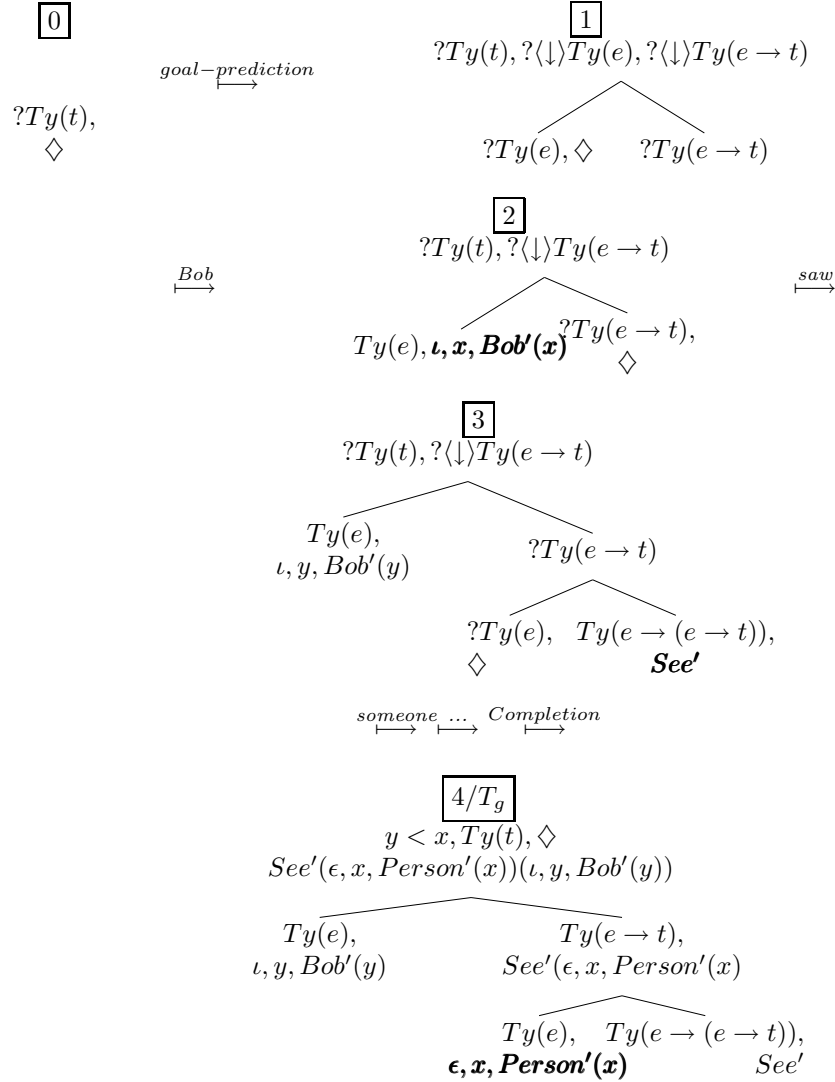 0
1
?Ty(t), ?⟨↓⟩Ty(e), ?⟨↓⟩Ty(e → t)
goal−prediction
↦
?Ty(t),
♢
?Ty(e), ♢ ?Ty(e → t)
2
?Ty(t), ?⟨↓⟩Ty(e → t)
Bob
↦
saw
↦
Ty(e), ι, x, Bob′(x) ?Ty(e → t),
♢
3
?Ty(t), ?⟨↓⟩Ty(e → t)
Ty(e),
ι, y, Bob′(y)
?Ty(e → t)
?Ty(e), Ty(e → (e → t)),
♢ See′
someone ... Completion
↦ ↦ ↦
4/T_g
y < x, Ty(t), ♢
See′(ϵ, x, Person′(x))(ι, y, Bob′(y))
Ty(e), Ty(e → t),
ι, y, Bob′(y) See′(ϵ, x, Person′(x)
Ty(e), Ty(e → (e → t)),
ϵ, x, Person′(x) See′